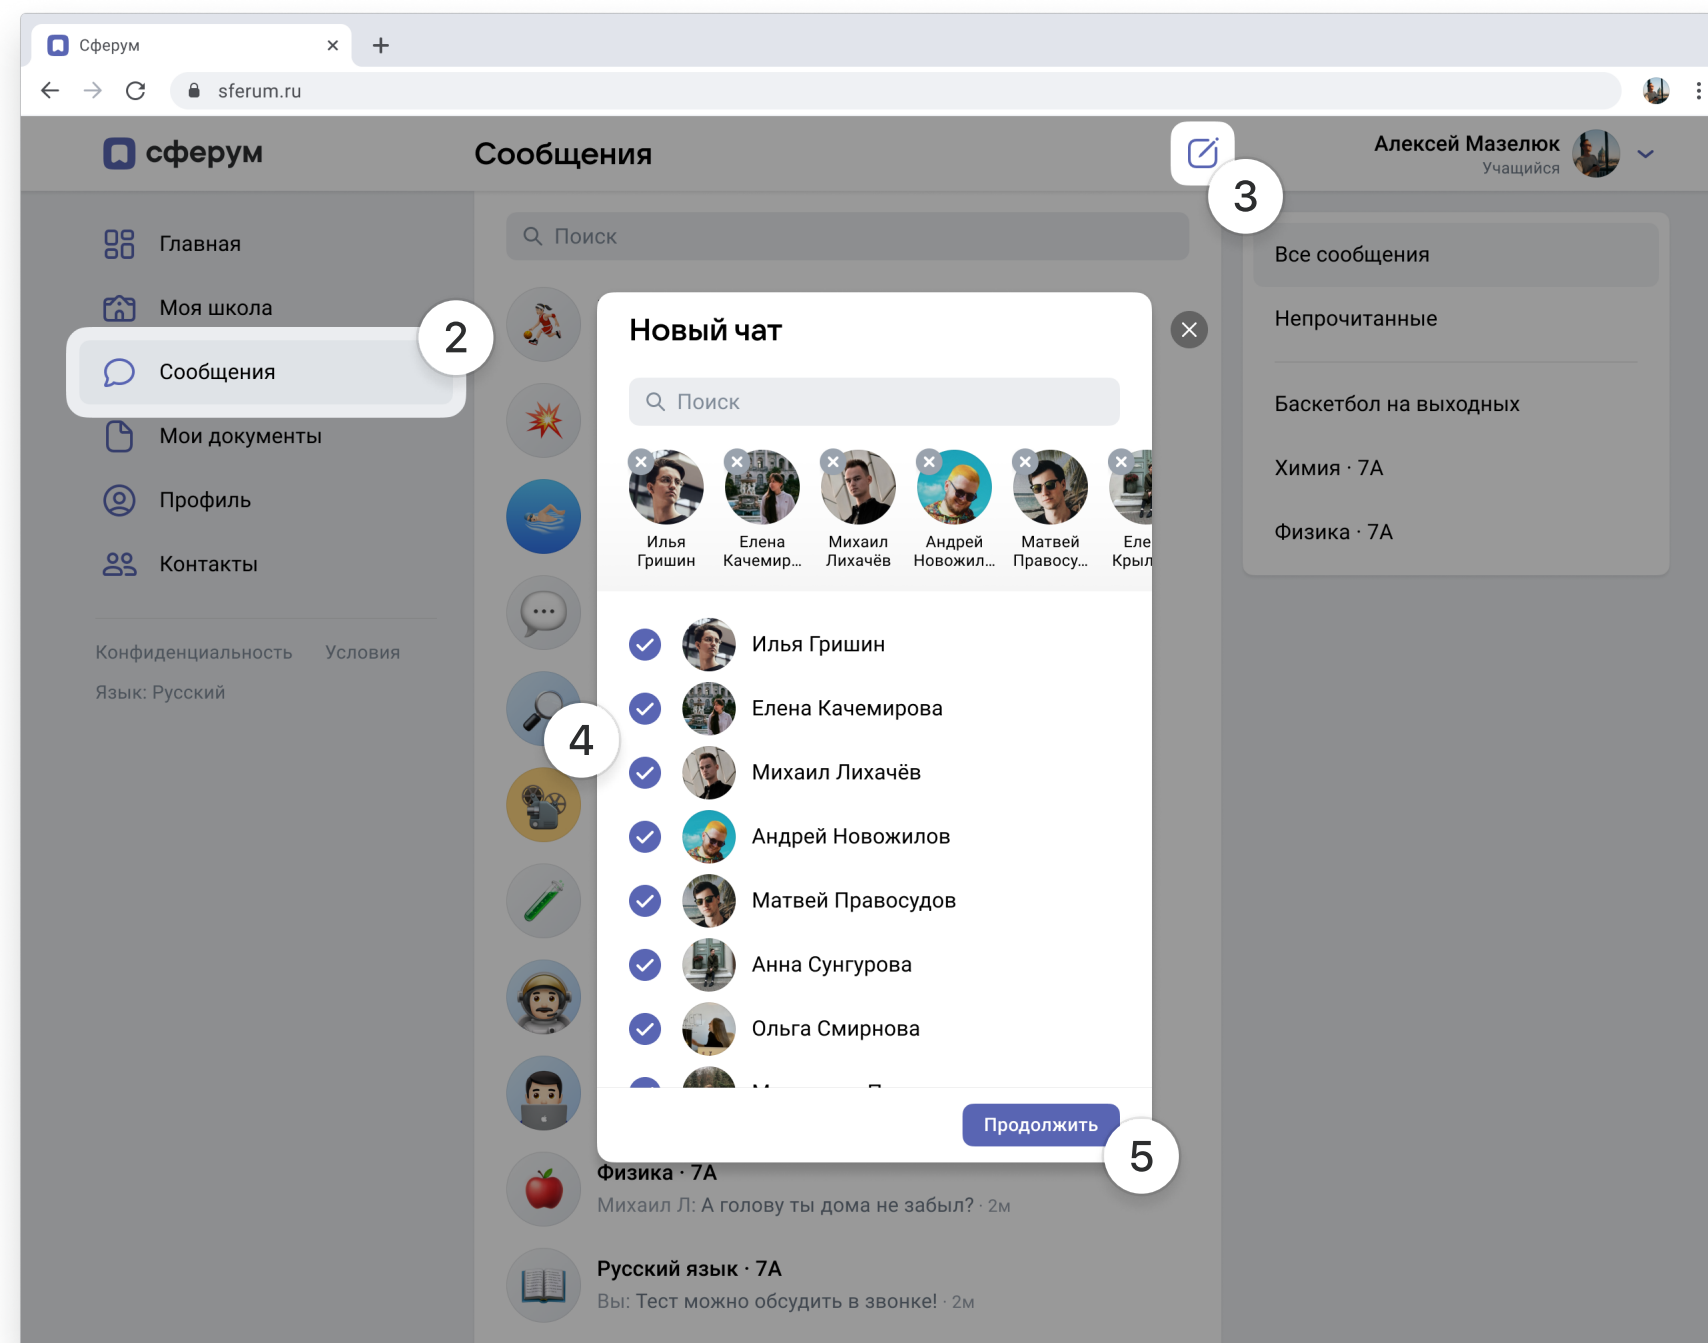 Сферум
sferum.ru
сферум
Сообщения
3
Алексей Мазелюк
Учащийся
Главная
Моя школа
2
Сообщения
Мои документы
Профиль
Контакты
Конфиденциальность Условия
Язык: Русский
Поиск
Новый чат
Поиск
Илья Гришин
Елена Качемир...
Михаил Лихачёв
Андрей Новожил...
Матвей Правосу...
Еле Крыл
4
Илья Гришин
Елена Качемирова
Михаил Лихачёв
Андрей Новожилов
Матвей Правосудов
Анна Сунгурова
Ольга Смирнова
Продолжить
5
Физика · 7А
Михаил Л: А голову ты дома не забыл? · 2м
Русский язык · 7А
Вы: Тест можно обсудить в звонке! · 2м
Все сообщения
Непрочитанные
Баскетбол на выходных
Химия · 7А
Физика · 7А